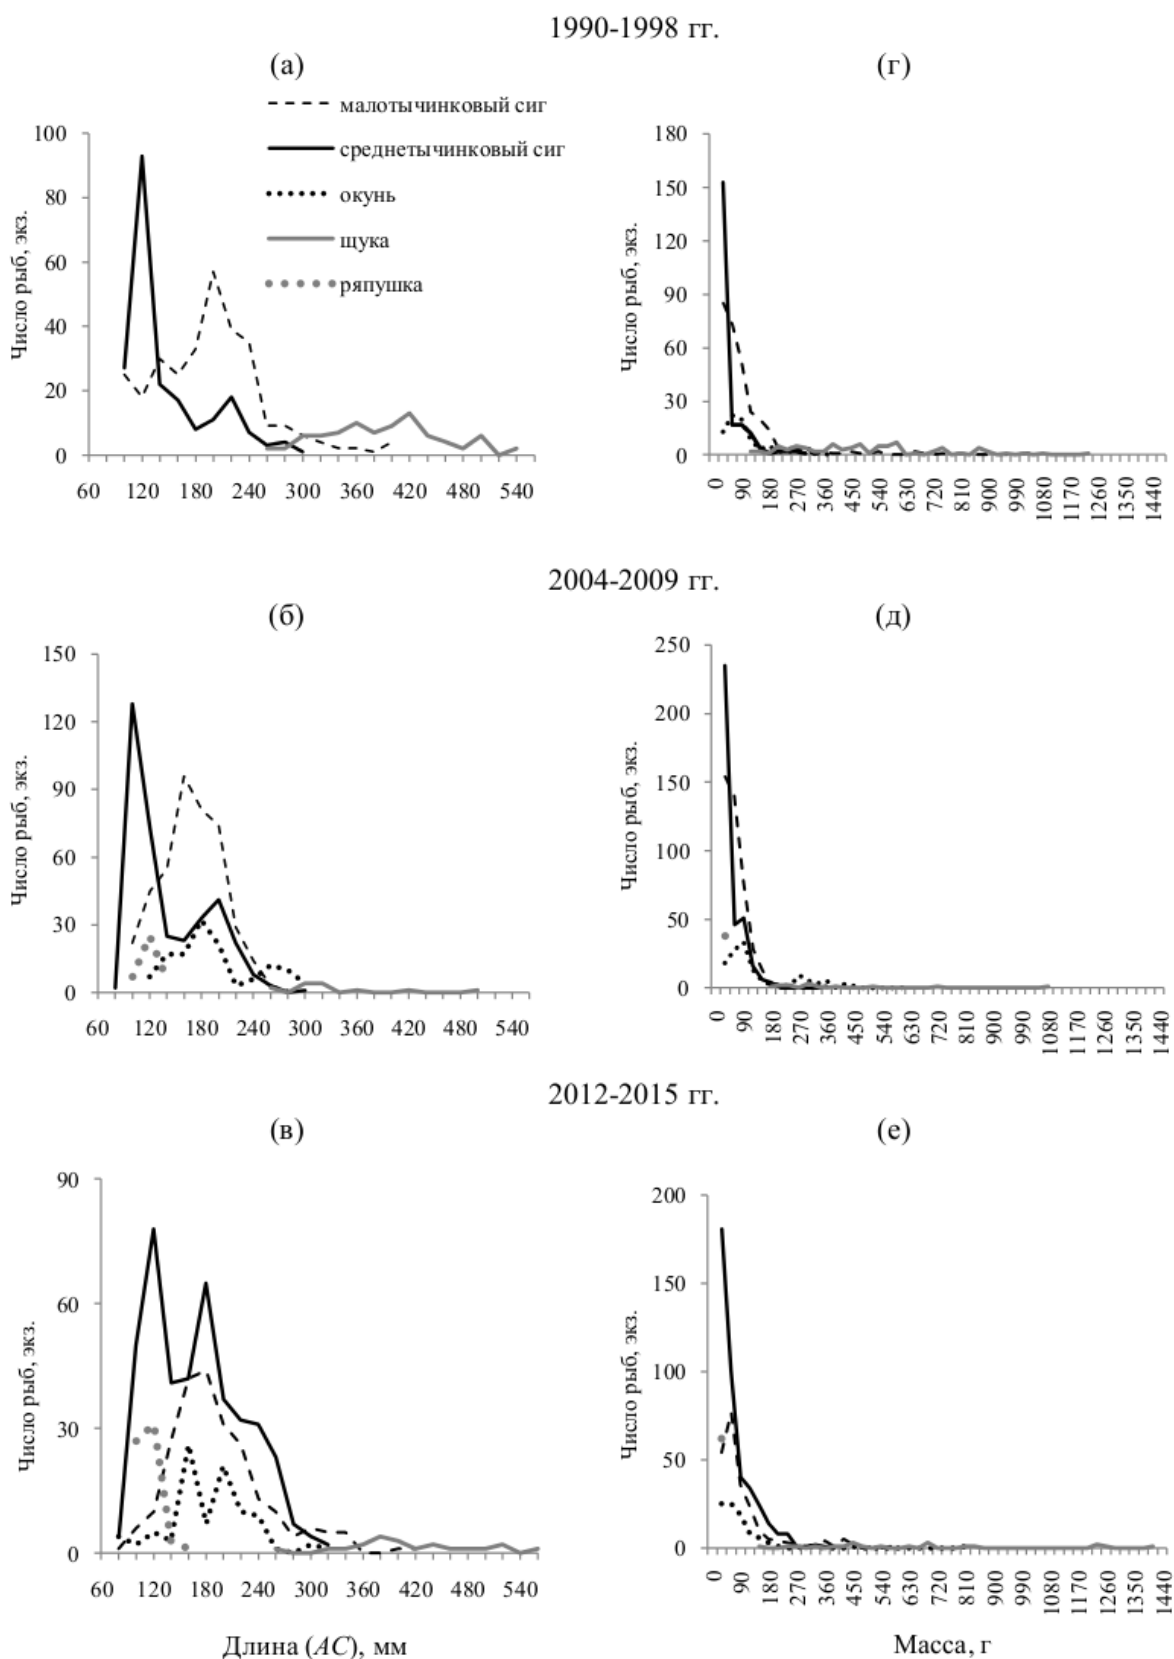 1990-1998 гг.
(а)
(г)
малотычинковый сиг
среднетычинковый сиг
окунь
щука
ряпушка
Число рыб, экз.
100
80
60
40
20
0
60 120 180 240 300 360 420 480 540
Число рыб, экз.
180
150
120
90
60
30
0
0 90 180 270 360 450 540 630 720 810 900 990 1080 1170 1260 1350 1440
2004-2009 гг.
(б)
(д)
Число рыб, экз.
150
120
90
60
30
0
60 120 180 240 300 360 420 480 540
Число рыб, экз.
250
200
150
100
50
0
0 90 180 270 360 450 540 630 720 810 900 990 1080 1170 1260 1350 1440
2012-2015 гг.
(в)
(е)
Число рыб, экз.
90
60
30
0
60 120 180 240 300 360 420 480 540
Длина (АС), мм
Число рыб, экз.
200
150
100
50
0
0 90 180 270 360 450 540 630 720 810 900 990 1080 1170 1260 1350 1440
Масса, г